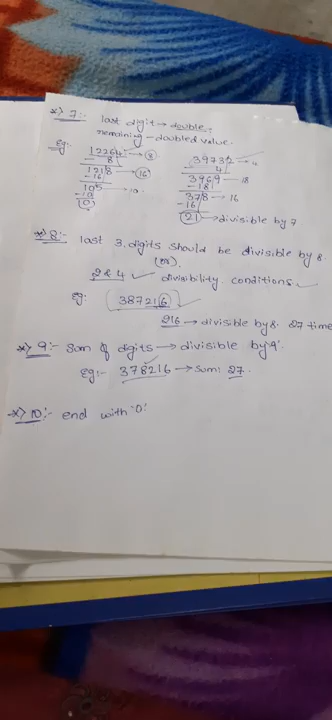 *> 7:- last digit → double.
remaining - doubled value.
Eg:
12264 → 8
- 8
1218 → 16
- 16
105 → 10.
- 10
0
39732 → 4
4
3969 → 18
- 18
378 → 16
- 16
21 → divisible by 7
*> 8:- last 3 digits should be divisible by 8.
(or).
2 & 4 ✓ divisibility conditions ✓
Eg: 387216 ✓
216 → divisible by 8. 27 time
*> 9:- Sum of digits → divisible by '9'.
Eg:- 378216 → Sum: 27.
*> 10:- end with '0'.